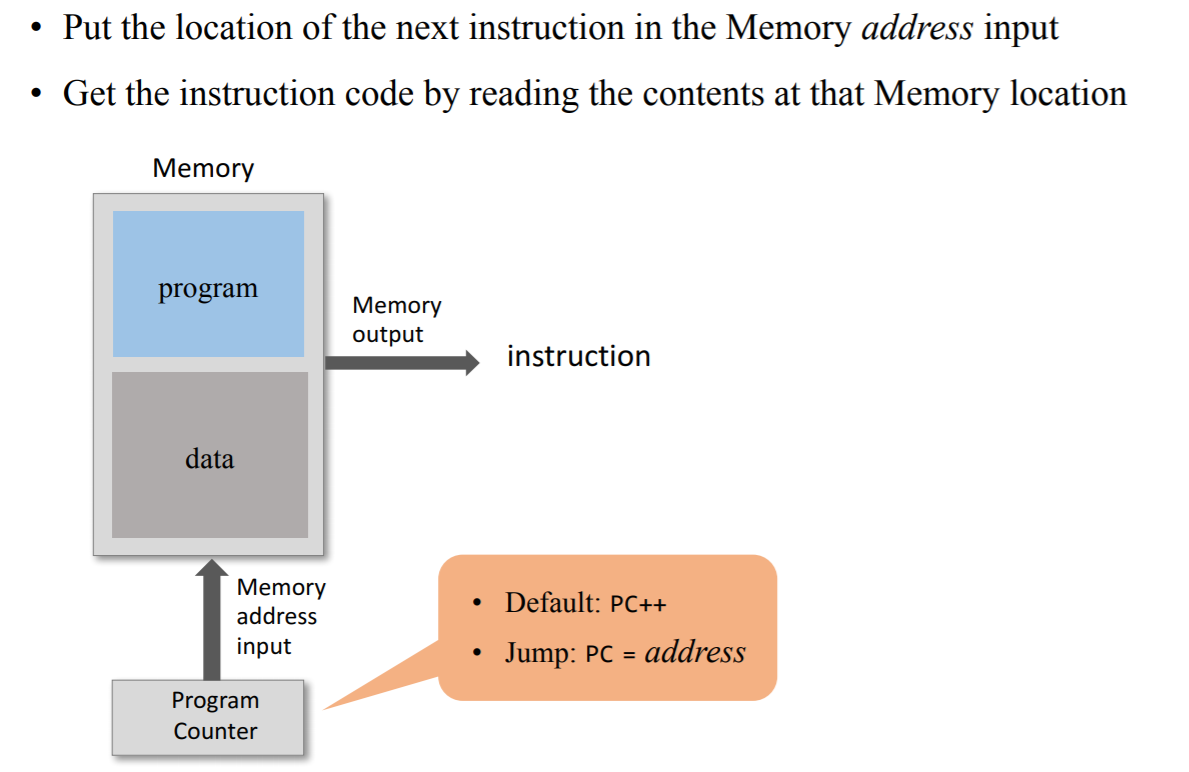 • Put the location of the next instruction in the Memory address input
• Get the instruction code by reading the contents at that Memory location
Memory
program
Memory
output
instruction
data
Memory
address
input
• Default: PC++
• Jump: PC = address
Program
Counter